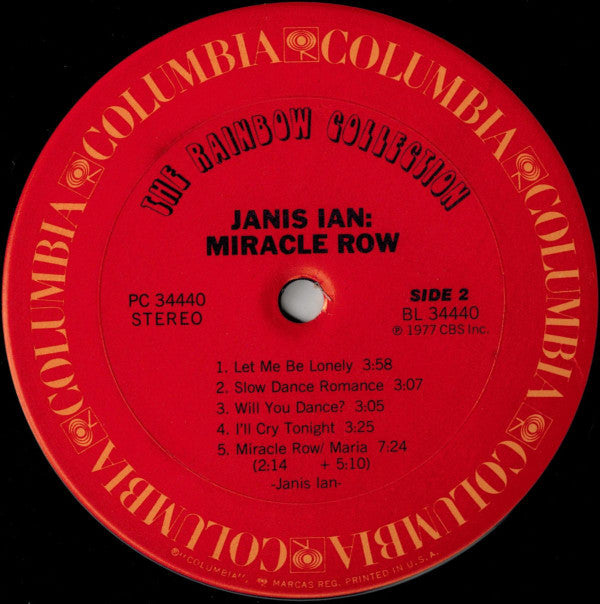 COLUMBIA COLUMBIA COLUMBIA COLUMBIA COLUMBIA COLUMBIA
THE RAINBOW COLLECTION
JANIS IAN:
MIRACLE ROW
PC 34440
STEREO
SIDE 2
BL 34440
℗ 1977 CBS Inc.
1. Let Me Be Lonely 3:58
2. Slow Dance Romance 3:07
3. Will You Dance? 3:05
4. I'll Cry Tonight 3:25
5. Miracle Row/ Maria 7:24
(2:14 + 5:10)
-Janis Ian-
®"COLUMBIA", MARCAS REG. PRINTED IN U.S.A.